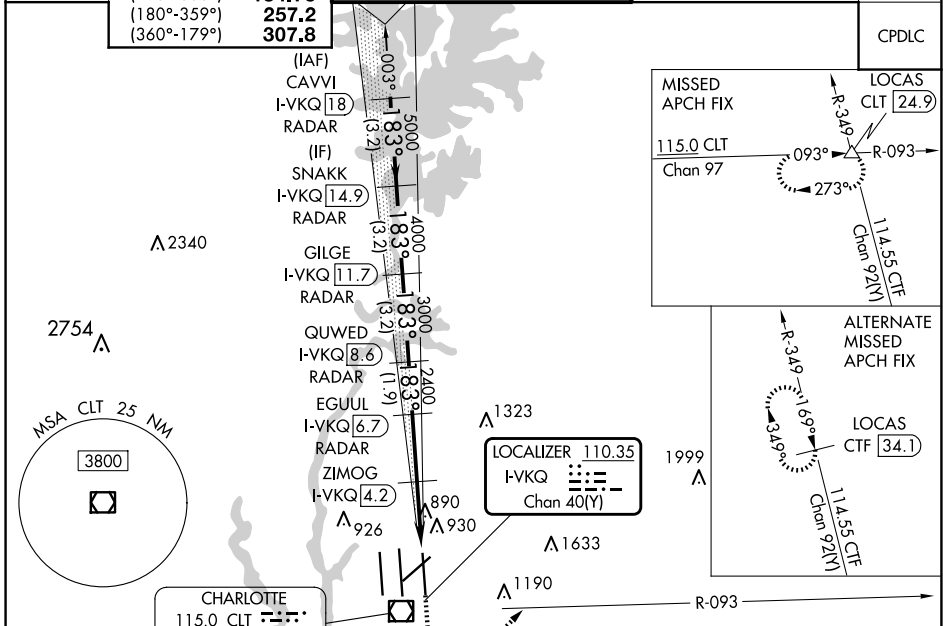 (180°-359°) 257.2
(360°-179°) 307.8
CPDLC
(IAF)
CAVVI
I-VKQ 18
RADAR
(IF)
SNAKK
I-VKQ 14.9
RADAR
GILGE
I-VKQ 11.7
RADAR
QUWED
I-VKQ 8.6
RADAR
EGUUL
I-VKQ 6.7
RADAR
ZIMOG
I-VKQ 4.2
003°
183°
5000
(3.2)
183°
4000
(3.2)
183°
3000
(3.2)
183°
2400
(1.9)
2340
2754
1323
1999
890
930
926
1633
1190
MSA CLT 25 NM
3800
LOCALIZER 110.35
I-VKQ
Chan 40(Y)
CHARLOTTE
115.0 CLT
R-093
MISSED
APCH FIX
LOCAS
CLT 24.9
R-349
115.0 CLT
Chan 97
093°
R-093
273°
114.55 CTF
Chan 92(Y)
ALTERNATE
MISSED
APCH FIX
R-349
169°
349°
LOCAS
CTF 34.1
114.55 CTF
Chan 92(Y)